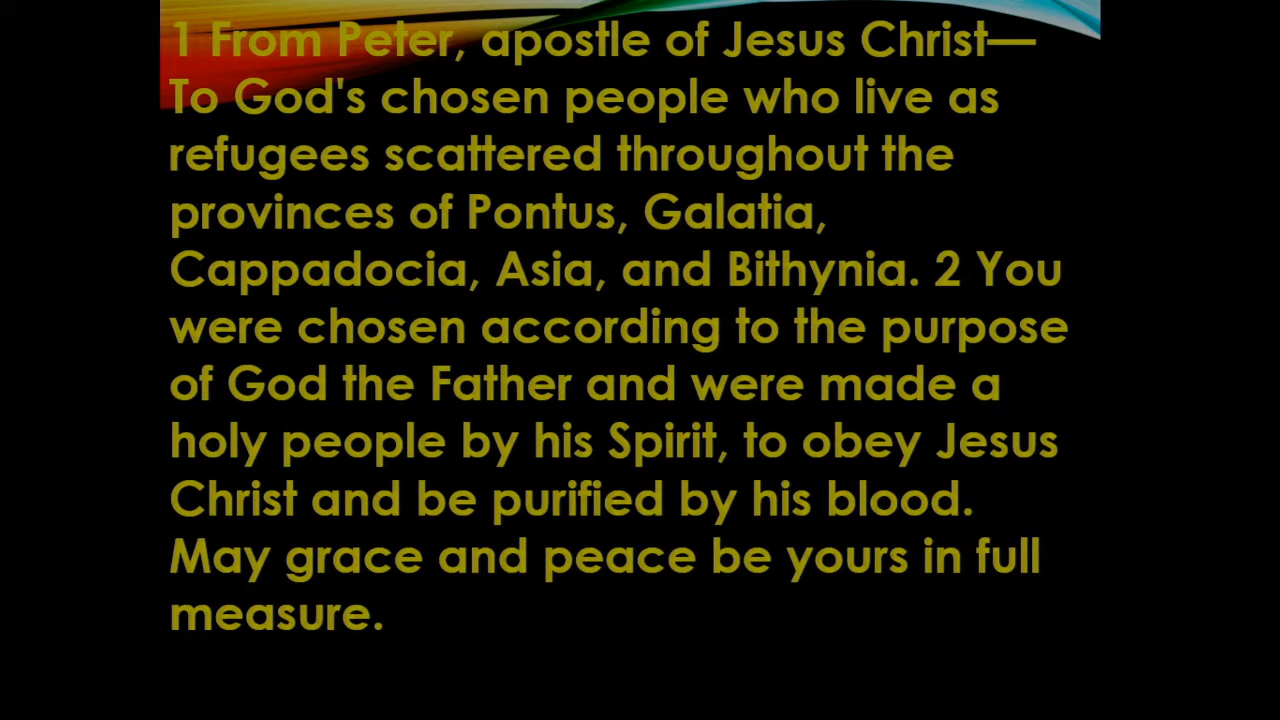 1 From Peter, apostle of Jesus Christ—
To God's chosen people who live as
refugees scattered throughout the
provinces of Pontus, Galatia,
Cappadocia, Asia, and Bithynia. 2 You
were chosen according to the purpose
of God the Father and were made a
holy people by his Spirit, to obey Jesus
Christ and be purified by his blood.
May grace and peace be yours in full
measure.